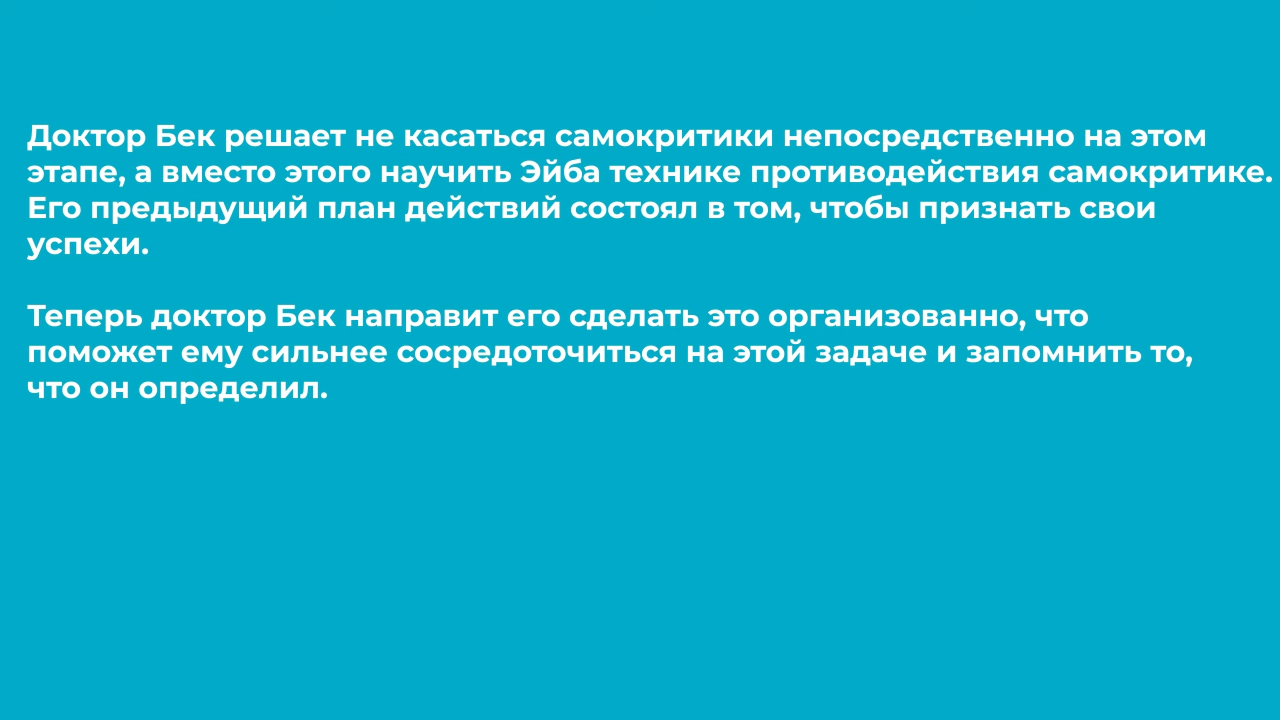 Доктор Бек решает не касаться самокритики непосредственно на этом
этапе, а вместо этого научить Эйба технике противодействия самокритике.
Его предыдущий план действий состоял в том, чтобы признать свои
успехи.
Теперь доктор Бек направит его сделать это организованно, что
поможет ему сильнее сосредоточиться на этой задаче и запомнить то,
что он определил.